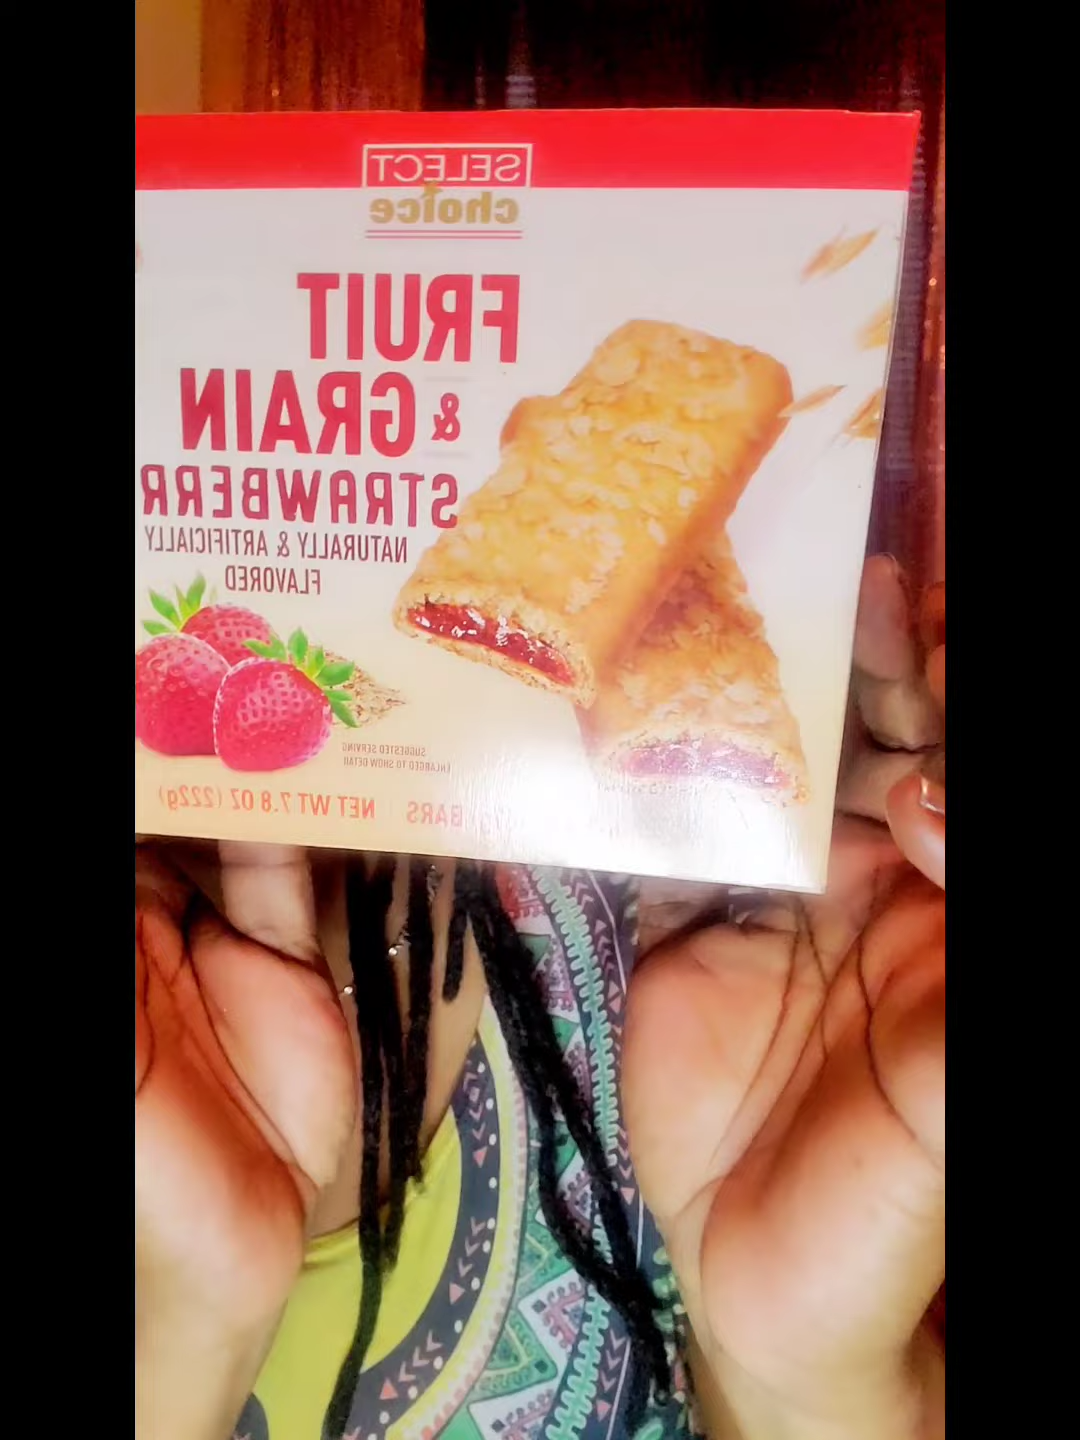 SELECT
choice
FRUIT
& GRAIN
STRAWBERR
NATURALLY & ARTIFICIALLY
FLAVORED
SUGGESTED SERVING
ENLARGED TO SHOW DETAIL
BARS NET WT 7.8 OZ (222g)